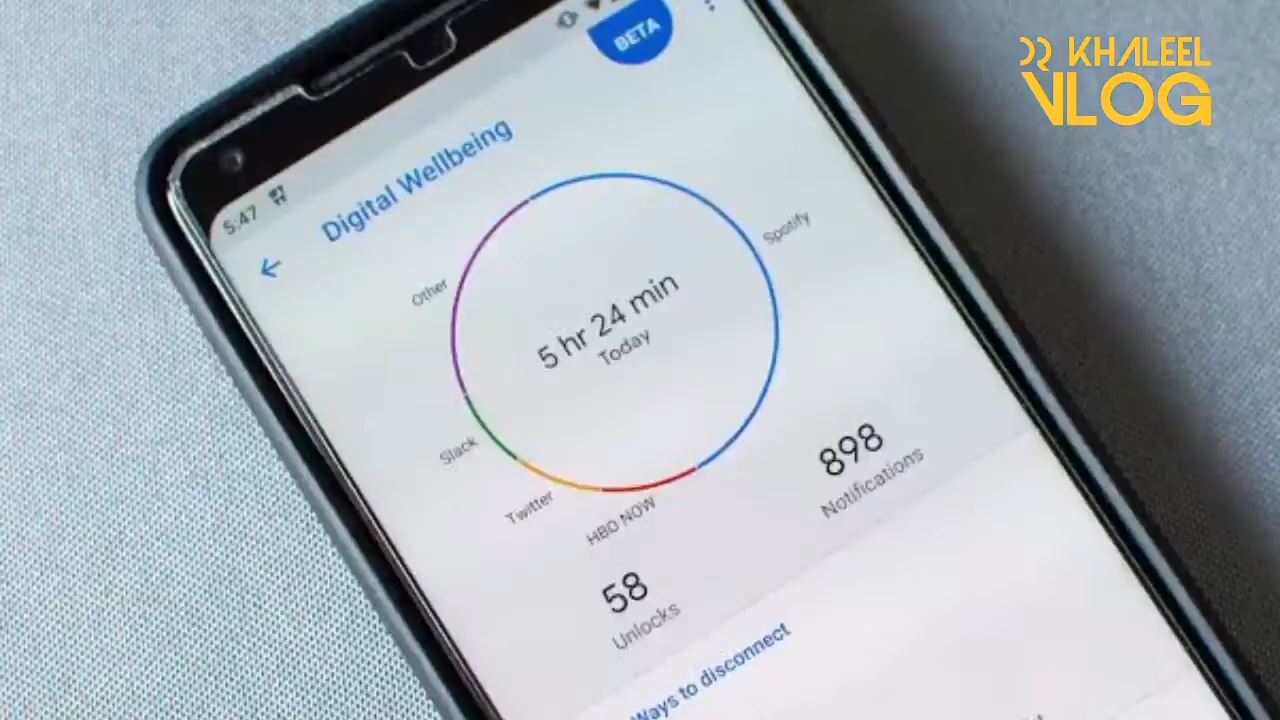 DR KHALEEL
VLOG
BETA
5:47
Digital Wellbeing
Spotify
Other
5 hr 24 min
Today
Slack
Twitter
HBO NOW
898
Notifications
58
Unlocks
Ways to disconnect